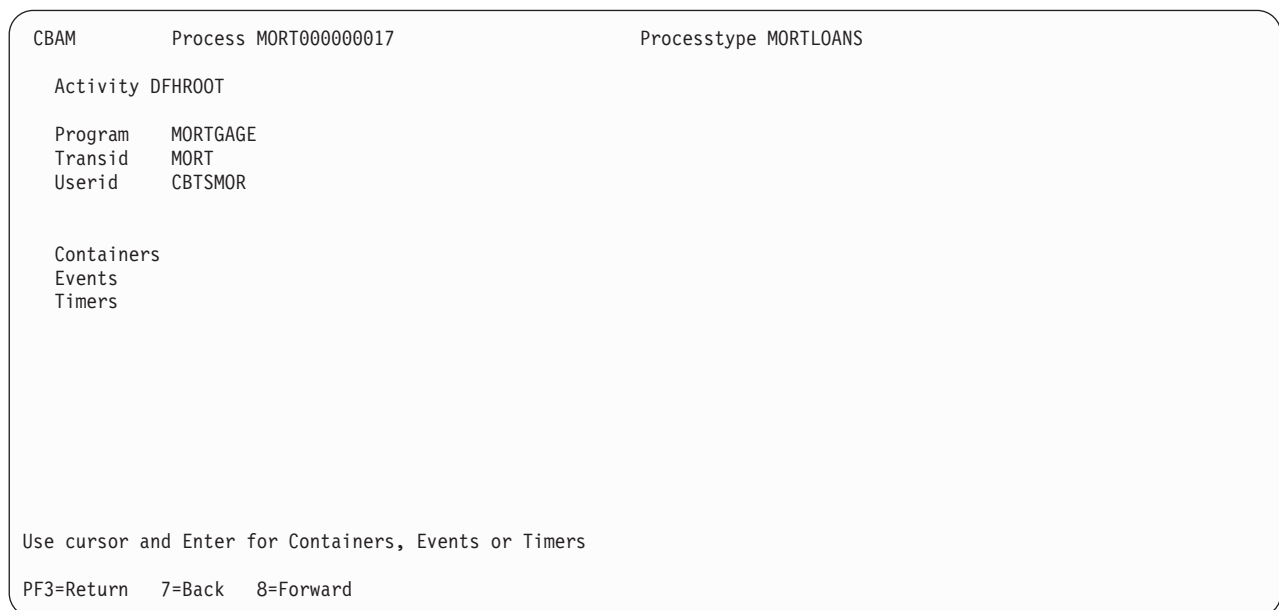 CBAM Process MORT000000017 Processtype MORTLOANS
Activity DFHROOT
Program MORTGAGE
Transid MORT
Userid CBTSMOR
Containers
Events
Timers
Use cursor and Enter for Containers, Events or Timers
PF3=Return 7=Back 8=Forward